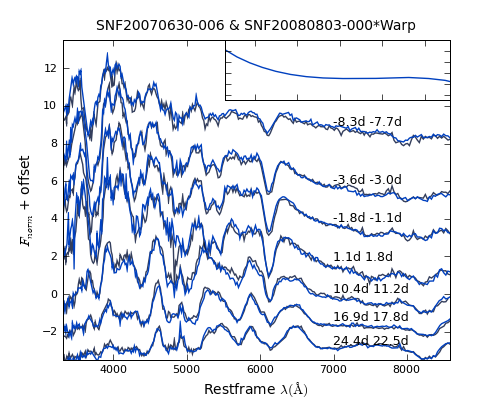 SNF20070630-006 & SNF20080803-000*Warp
12
10
8
6
4
2
0
−2
-8.3d -7.7d
-3.6d -3.0d
-1.8d -1.1d
1.1d 1.8d
10.4d 11.2d
16.9d 17.8d
24.4d 22.5d
4000 5000 6000 7000 8000
Restframe λ(Å)
F_norm + offset